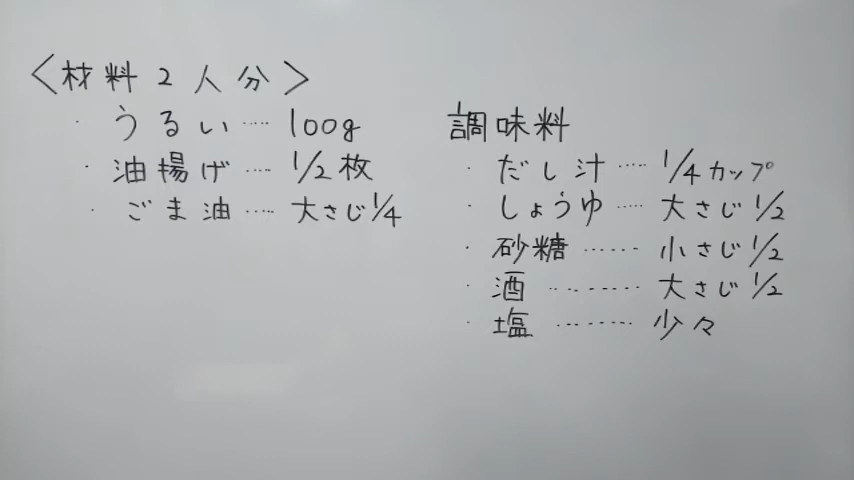 <材料2人分>
・うるい…‥100g
・油揚げ…‥1/2枚
・ごま油…‥大さじ1/4
調味料
・だし汁…‥1/4カップ
・しょうゆ…‥大さじ1/2
・砂糖……小さじ1/2
・酒………大さじ1/2
・塩………少々